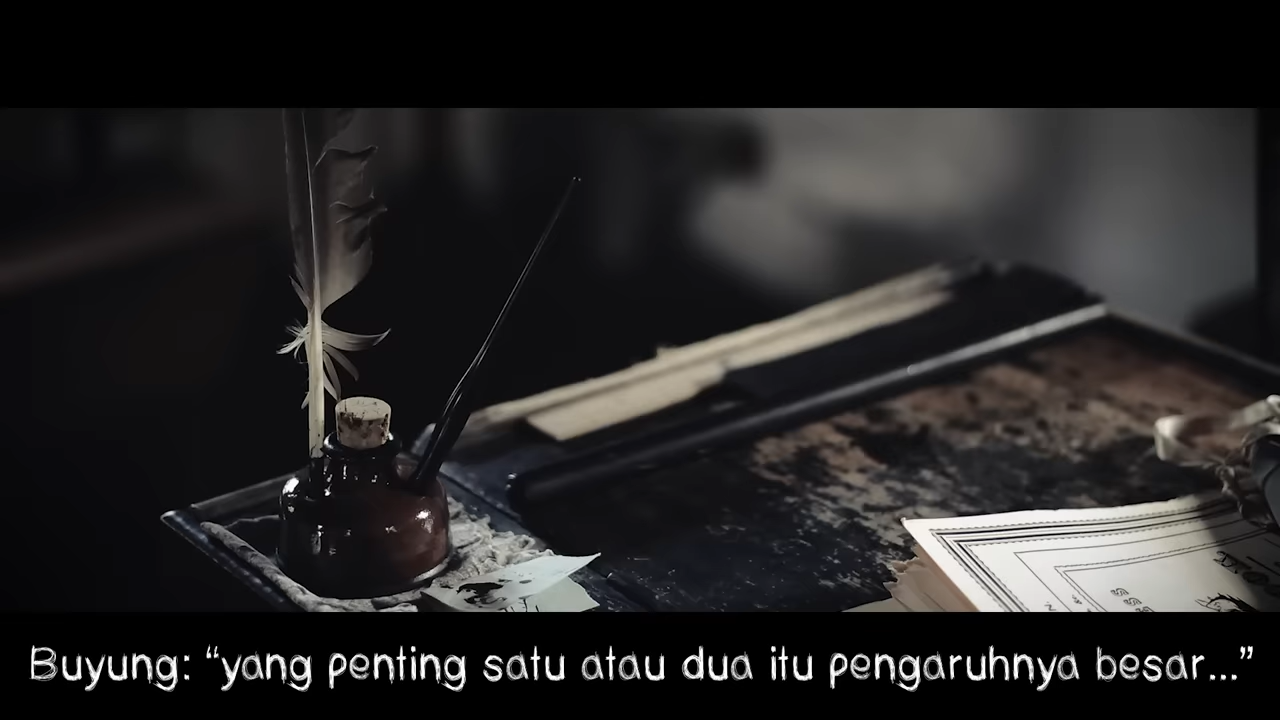 Buyung: “yang penting satu atau dua itu pengaruhnya besar...”